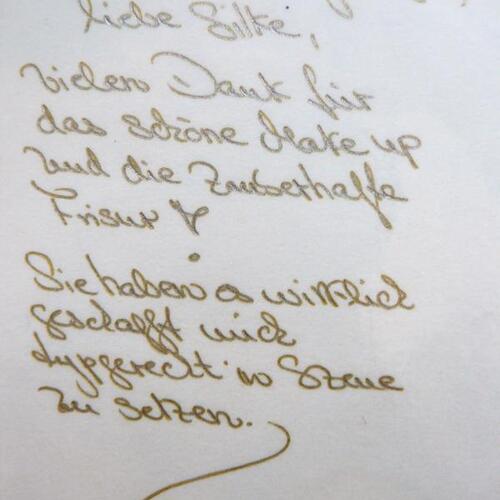 liebe Silke,
vielen Dank für
das schöne Make up
und die zauberhafte
Frisur
Sie haben es wirklich
geschafft mich
typgerecht in Szene
zu setzen.